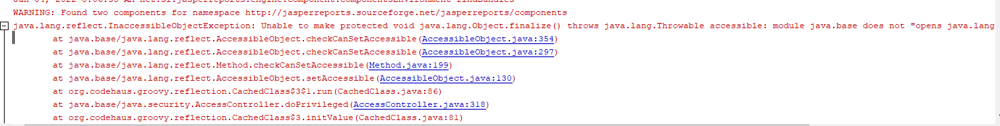 WARNING: Found two components for namespace http://jasperreports.sourceforge.net/jasperreports/components
java.lang.reflect.InaccessibleObjectException: Unable to make protected void java.lang.Object.finalize() throws java.lang.Throwable accessible: module java.base does not "opens java.lang
at java.base/java.lang.reflect.AccessibleObject.checkCanSetAccessible(AccessibleObject.java:354)
at java.base/java.lang.reflect.AccessibleObject.checkCanSetAccessible(AccessibleObject.java:297)
at java.base/java.lang.reflect.Method.checkCanSetAccessible(Method.java:199)
at java.base/java.lang.reflect.AccessibleObject.setAccessible(AccessibleObject.java:130)
at org.codehaus.groovy.reflection.CachedClass$3$1.run(CachedClass.java:86)
at java.base/java.security.AccessController.doPrivileged(AccessController.java:318)
at org.codehaus.groovy.reflection.CachedClass$3.initValue(CachedClass.java:81)